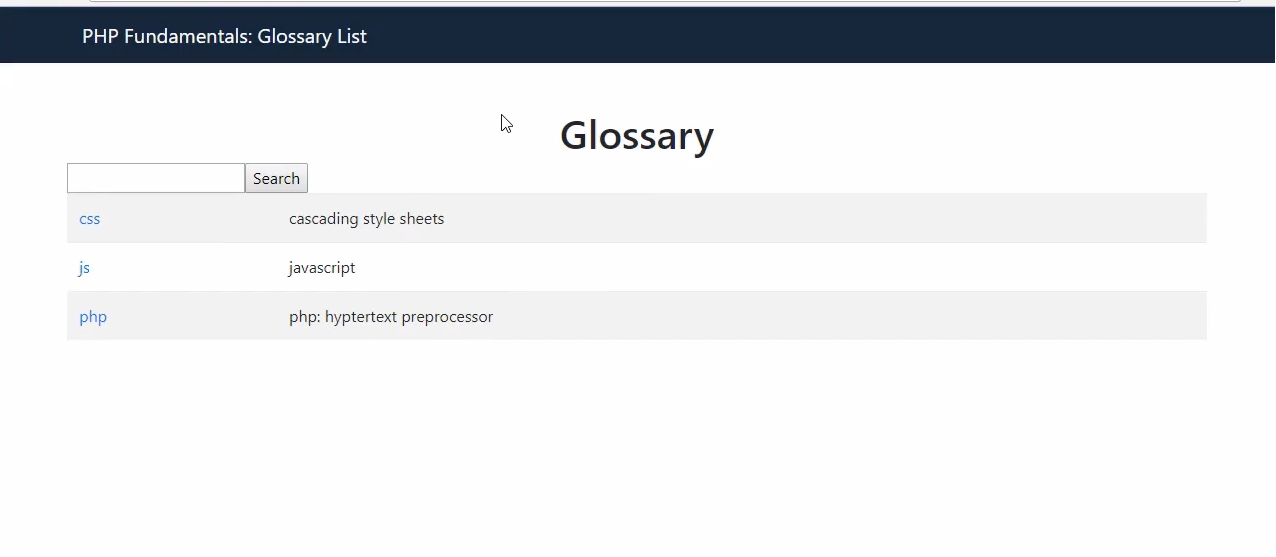 PHP Fundamentals: Glossary List
Glossary
Search
css cascading style sheets
js javascript
php php: hyptertext preprocessor